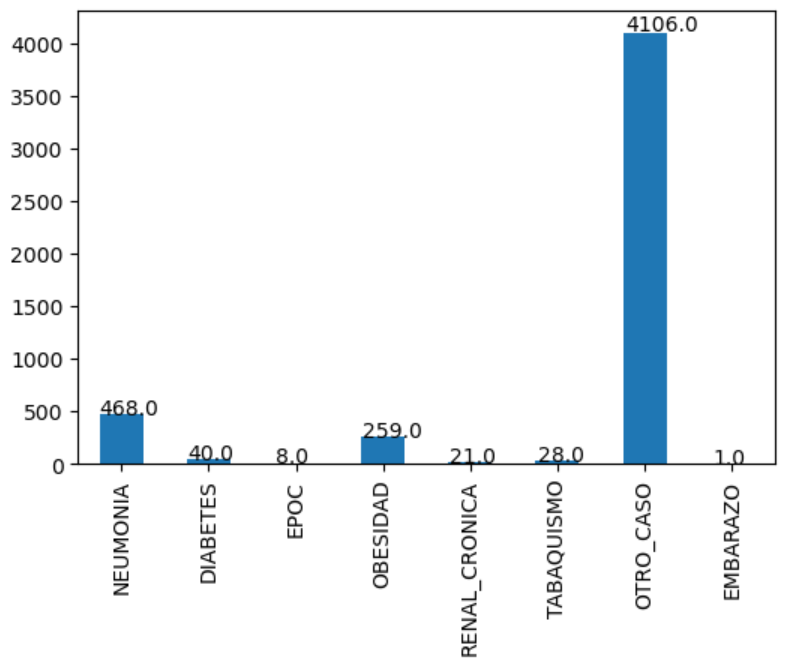 4000
3500
3000
2500
2000
1500
1000
500
0
468.0
40.0
8.0
259.0
21.0
28.0
4106.0
1.0
NEUMONIA
DIABETES
EPOC
OBESIDAD
RENAL_CRONICA
TABAQUISMO
OTRO_CASO
EMBARAZO